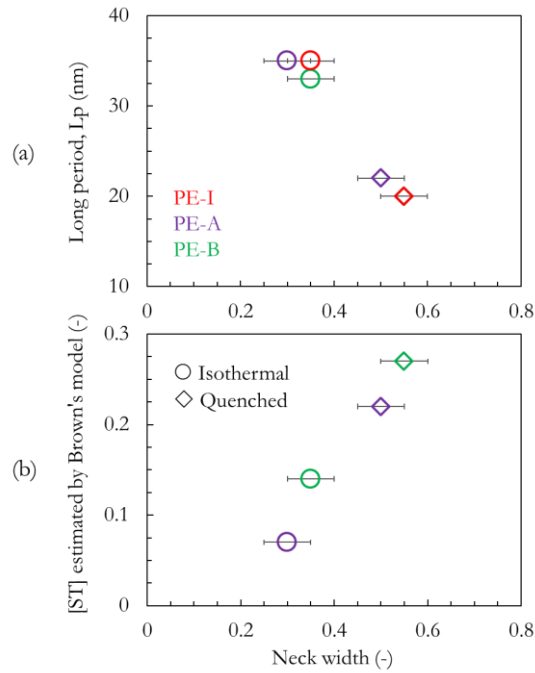 (a)
Long period, Lp (nm)
40
30
20
10
PE-I
PE-A
PE-B
0
0.2
0.4
0.6
0.8
(b)
[ST] estimated by Brown's model (-)
0.3
0.2
0.1
0
Isothermal
Quenched
0
0.2
0.4
0.6
0.8
Neck width (-)